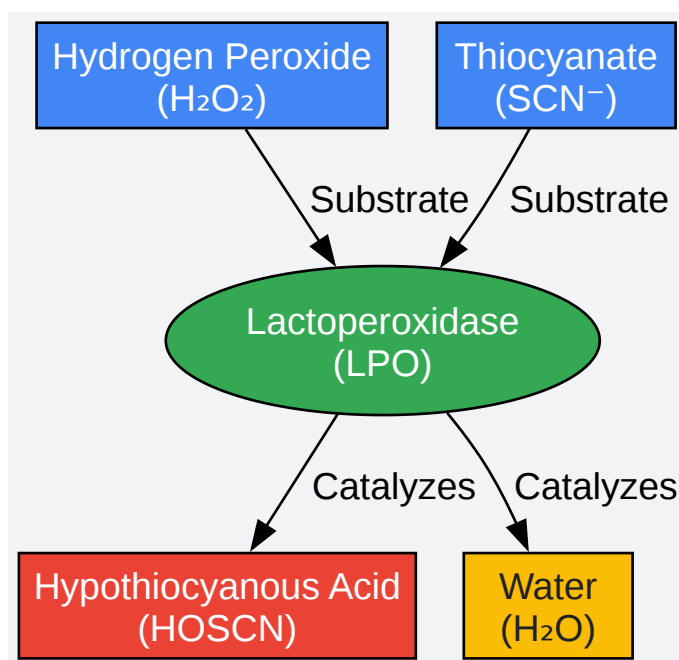 Hydrogen Peroxide
(H₂O₂)
Thiocyanate
(SCN⁻)
Substrate
Substrate
Lactoperoxidase
(LPO)
Catalyzes
Catalyzes
Hypothiocyanous Acid
(HOSCN)
Water
(H₂O)